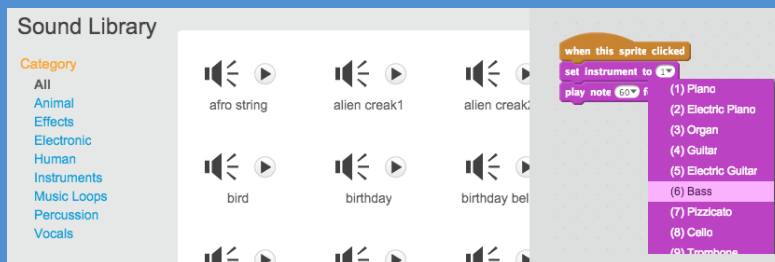 Sound Library
Category
All
Animal
Effects
Electronic
Human
Instruments
Music Loops
Percussion
Vocals
afro string
alien creak1
alien creak2
bird
birthday
birthday bel
when this sprite clicked
set instrument to 1
play note 60 f
(1) Piano
(2) Electric Piano
(3) Organ
(4) Guitar
(5) Electric Guitar
(6) Bass
(7) Pizzicato
(8) Cello
(9) Trombone